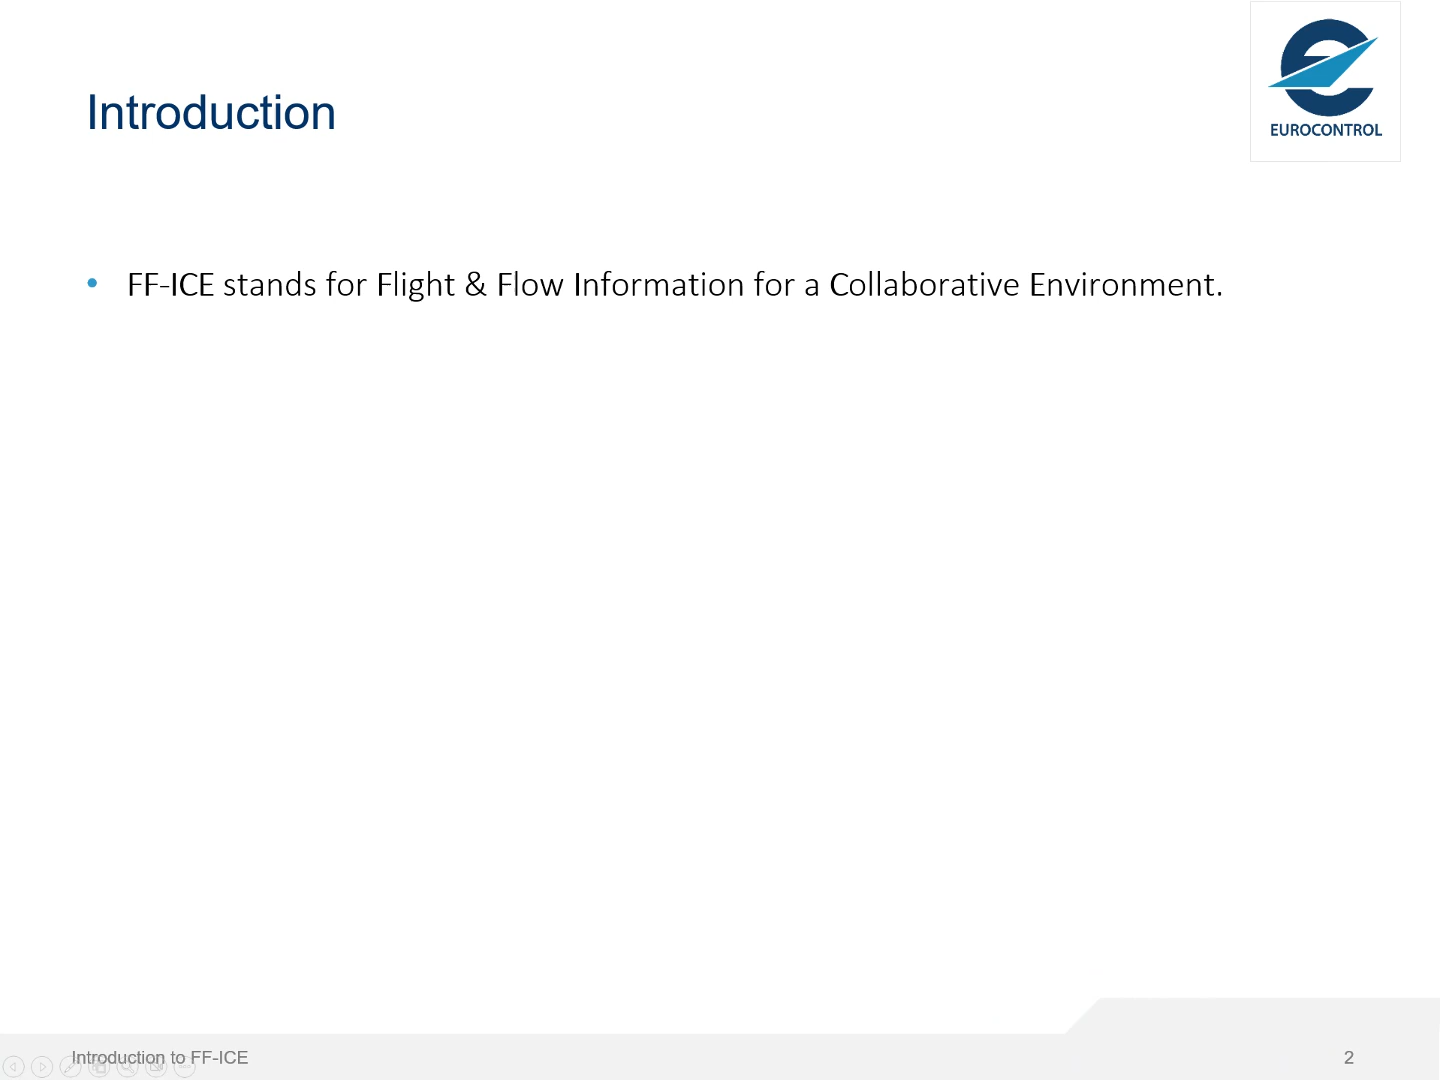 EUROCONTROL
Introduction
• FF-ICE stands for Flight & Flow Information for a Collaborative Environment.
Introduction to FF-ICE
2